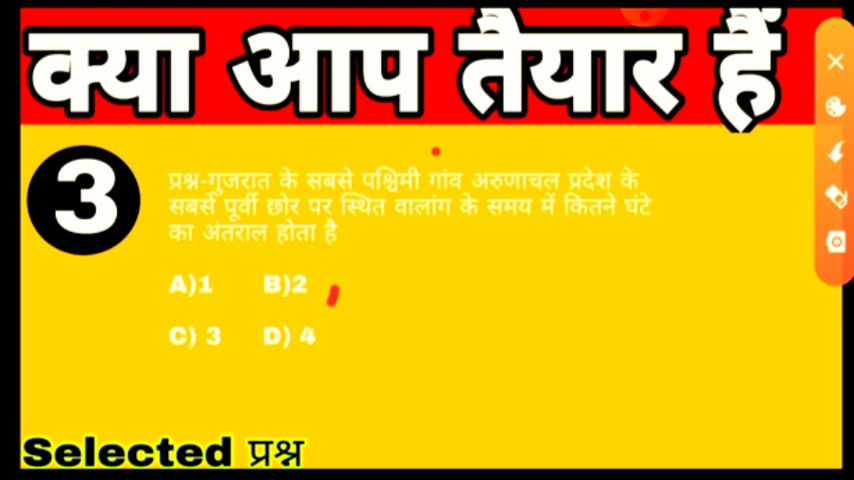 क्या आप तैयार हैं
3
प्रश्न-गुजरात के सबसे पश्चिमी गांव अरुणाचल प्रदेश के
सबसे पूर्वी छोर पर स्थित वालांग के समय में कितने घंटे
का अंतराल होता है
A)1 B)2
C) 3 D) 4
Selected प्रश्न